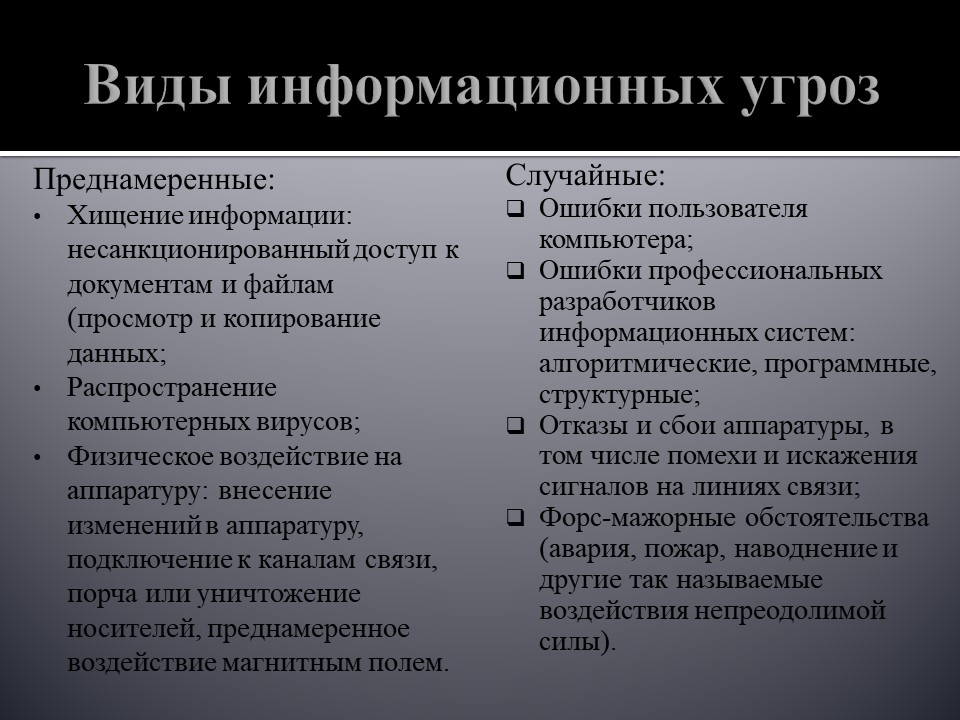 Виды информационных угроз
Преднамеренные:
• Хищение информации:
несанкционированный доступ к
документам и файлам
(просмотр и копирование
данных;
• Распространение
компьютерных вирусов;
• Физическое воздействие на
аппаратуру: внесение
изменений в аппаратуру,
подключение к каналам связи,
порча или уничтожение
носителей, преднамеренное
воздействие магнитным полем.
Случайные:
❑ Ошибки пользователя
компьютера;
❑ Ошибки профессиональных
разработчиков
информационных систем:
алгоритмические, программные,
структурные;
❑ Отказы и сбои аппаратуры, в
том числе помехи и искажения
сигналов на линиях связи;
❑ Форс-мажорные обстоятельства
(авария, пожар, наводнение и
другие так называемые
воздействия непреодолимой
силы).